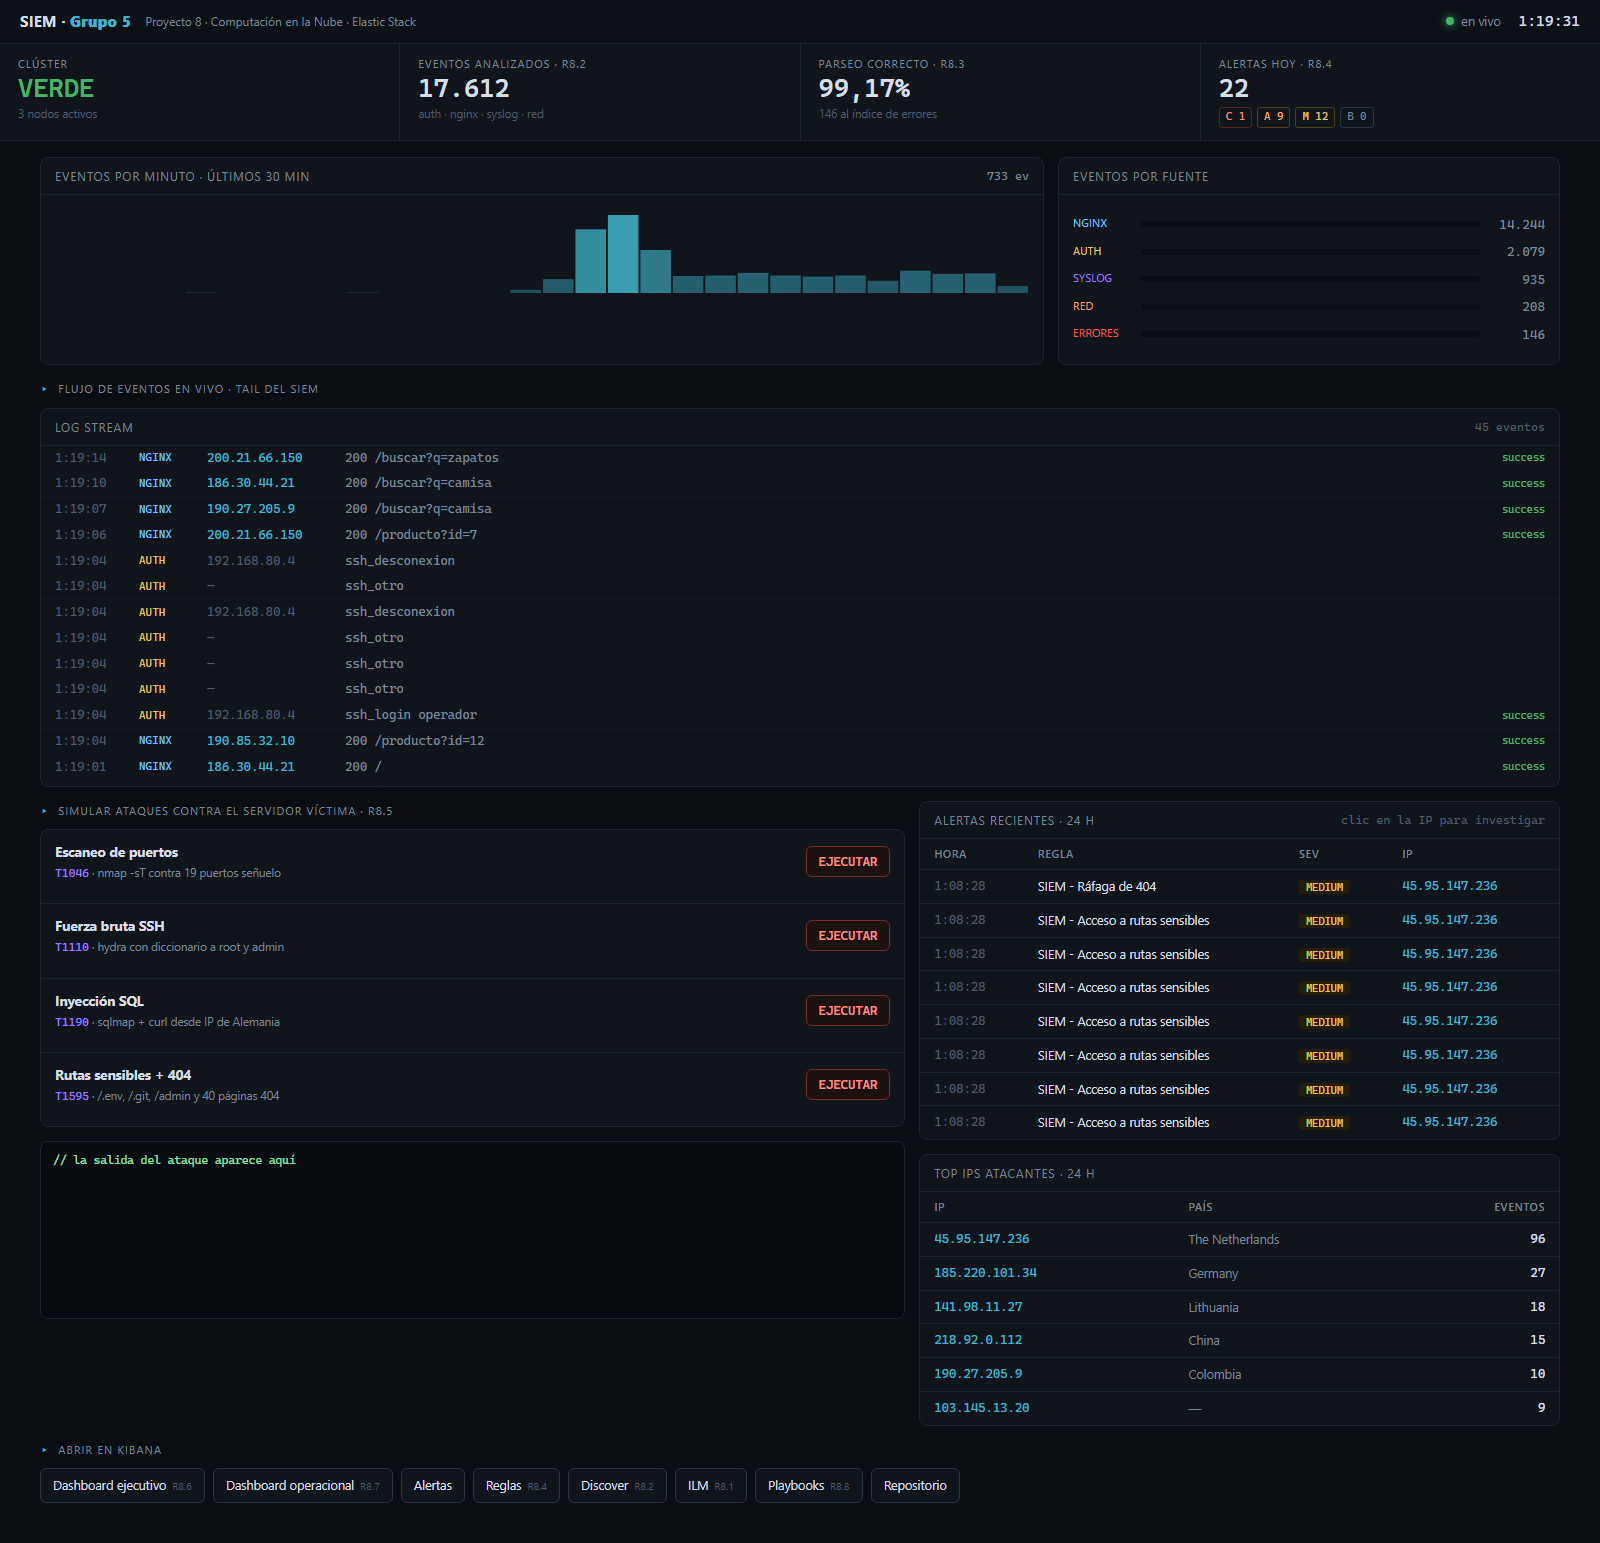 SIEM · Grupo 5 Proyecto 8 · Computación en la Nube · Elastic Stack
en vivo 1:19:31
CLÚSTER
VERDE
3 nodos activos
EVENTOS ANALIZADOS · R8.2
17.612
auth · nginx · syslog · red
PARSEO CORRECTO · R8.3
99,17%
146 al índice de errores
ALERTAS HOY · R8.4
22
C 1 A 9 M 12 B 0
EVENTOS POR MINUTO · ÚLTIMOS 30 MIN 733 ev
EVENTOS POR FUENTE
NGINX 14.244
AUTH 2.079
SYSLOG 935
RED 208
ERRORES 146
FLUJO DE EVENTOS EN VIVO · TAIL DEL SIEM
LOG STREAM 45 eventos
1:19:14 NGINX 200.21.66.150 200 /buscar?q=zapatos success
1:19:10 NGINX 186.30.44.21 200 /buscar?q=camisa success
1:19:07 NGINX 190.27.205.9 200 /buscar?q=camisa success
1:19:06 NGINX 200.21.66.150 200 /producto?id=7 success
1:19:04 AUTH 192.168.80.4 ssh_desconexion
1:19:04 AUTH — ssh_otro
1:19:04 AUTH 192.168.80.4 ssh_desconexion
1:19:04 AUTH — ssh_otro
1:19:04 AUTH — ssh_otro
1:19:04 AUTH — ssh_otro
1:19:04 AUTH 192.168.80.4 ssh_login operador success
1:19:04 NGINX 190.85.32.10 200 /producto?id=12 success
1:19:01 NGINX 186.30.44.21 200 / success
SIMULAR ATAQUES CONTRA EL SERVIDOR VÍCTIMA · R8.5
Escaneo de puertos
T1046 · nmap -sT contra 19 puertos señuelo
EJECUTAR
Fuerza bruta SSH
T1110 · hydra con diccionario a root y admin
EJECUTAR
Inyección SQL
T1190 · sqlmap + curl desde IP de Alemania
EJECUTAR
Rutas sensibles + 404
T1595 · /.env, /.git, /admin y 40 páginas 404
EJECUTAR
// la salida del ataque aparece aquí
ALERTAS RECIENTES · 24 H clic en la IP para investigar
HORA REGLA SEV IP
1:08:28 SIEM - Ráfaga de 404 MEDIUM 45.95.147.236
1:08:28 SIEM - Acceso a rutas sensibles MEDIUM 45.95.147.236
1:08:28 SIEM - Acceso a rutas sensibles MEDIUM 45.95.147.236
1:08:28 SIEM - Acceso a rutas sensibles MEDIUM 45.95.147.236
1:08:28 SIEM - Acceso a rutas sensibles MEDIUM 45.95.147.236
1:08:28 SIEM - Acceso a rutas sensibles MEDIUM 45.95.147.236
1:08:28 SIEM - Acceso a rutas sensibles MEDIUM 45.95.147.236
1:08:28 SIEM - Acceso a rutas sensibles MEDIUM 45.95.147.236
TOP IPS ATACANTES · 24 H
IP PAÍS EVENTOS
45.95.147.236 The Netherlands 96
185.220.101.34 Germany 27
141.98.11.27 Lithuania 18
218.92.0.112 China 15
190.27.205.9 Colombia 10
103.145.13.20 — 9
ABRIR EN KIBANA
Dashboard ejecutivo R8.6 Dashboard operacional R8.7 Alertas Reglas R8.4 Discover R8.2 ILM R8.1 Playbooks R8.8 Repositorio